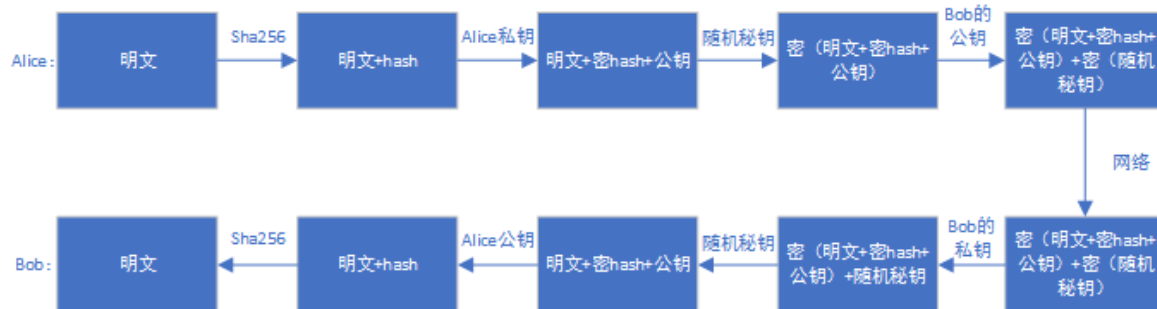 Alice:
明文
Sha256
明文+hash
Alice私钥
明文+密hash+公钥
随机秘钥
密（明文+密hash+
公钥）
Bob的
公钥
密（明文+密hash+
公钥）+密（随机
秘钥）
网络
Bob:
明文
Sha256
明文+hash
Alice公钥
明文+密hash+公钥
随机秘钥
密（明文+密hash+
公钥）+随机秘钥
Bob的
私钥
密（明文+密hash+
公钥）+密（随机
秘钥）